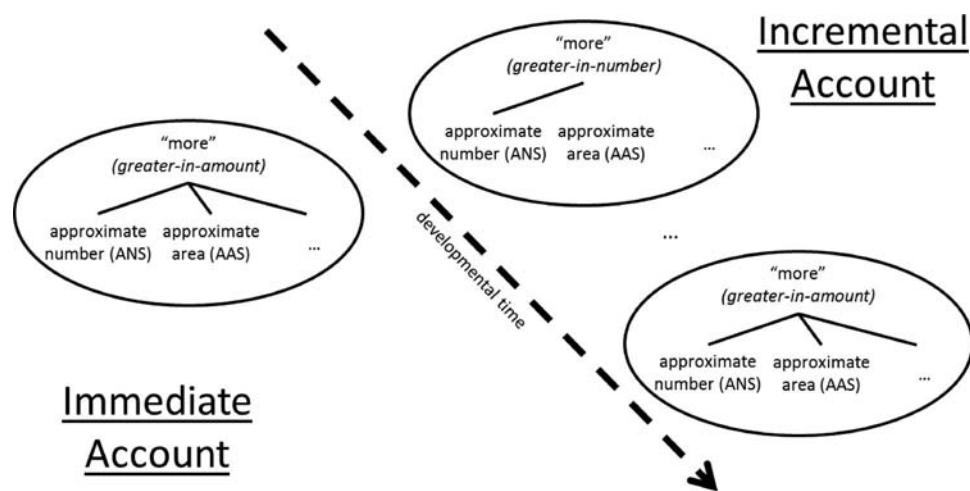 Incremental
Account
“more”
(greater-in-number)
approximate
number (ANS)
approximate
area (AAS)
...
“more”
(greater-in-amount)
approximate
number (ANS)
approximate
area (AAS)
...
developmental time
...
“more”
(greater-in-amount)
approximate
number (ANS)
approximate
area (AAS)
...
Immediate
Account